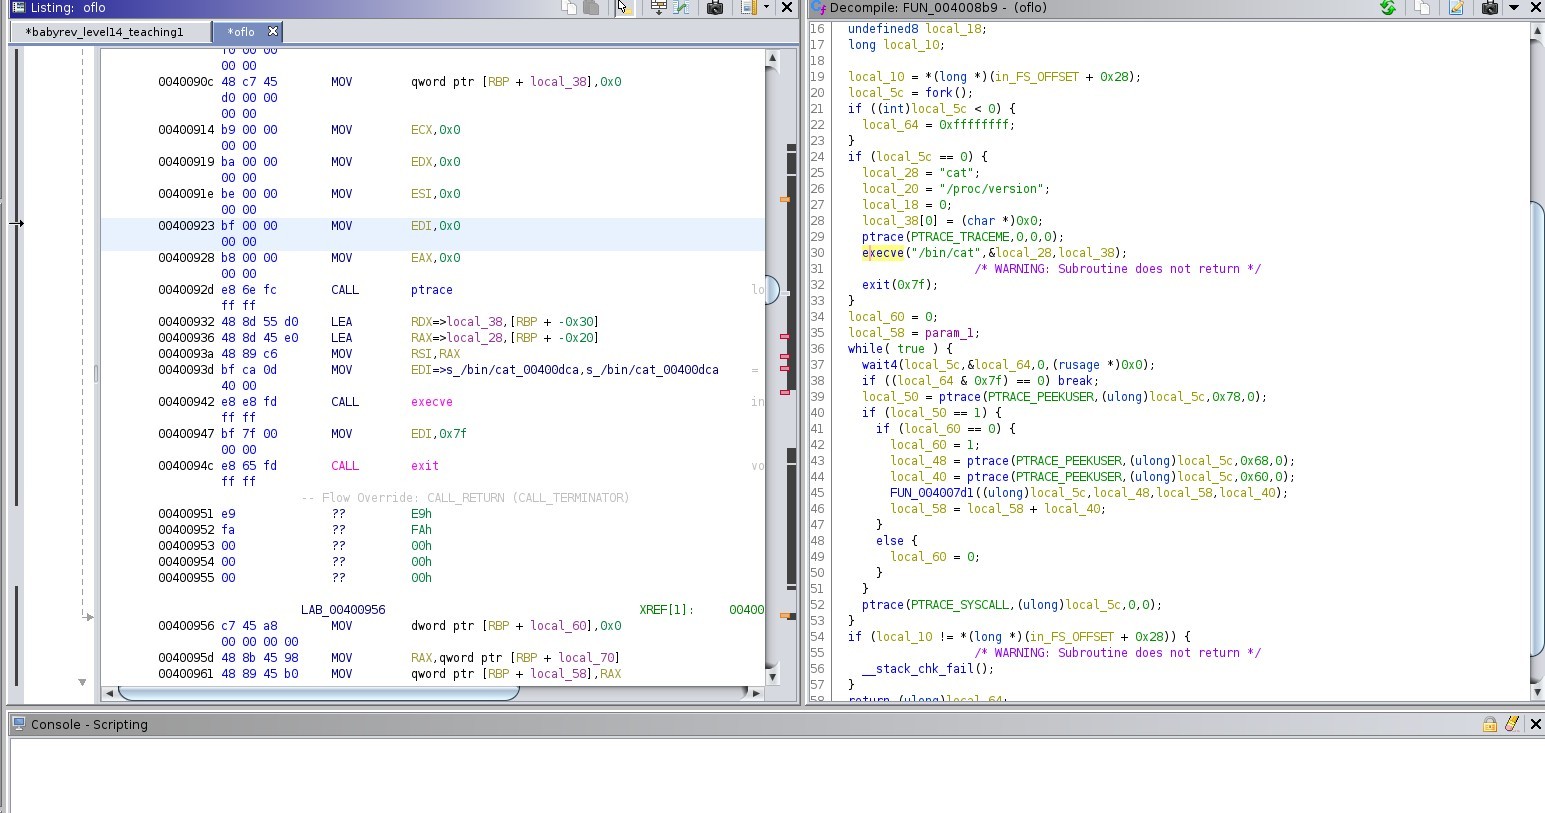 Listing: oflo
*babyrev_level14_teaching1
*oflo
00 00
0040090c 48 c7 45 MOV qword ptr [RBP + local_38],0x0
d0 00 00
00 00
00400914 b9 00 00 MOV ECX,0x0
00 00
00400919 ba 00 00 MOV EDX,0x0
00 00
0040091e be 00 00 MOV ESI,0x0
00 00
00400923 bf 00 00 MOV EDI,0x0
00 00
00400928 b8 00 00 MOV EAX,0x0
00 00
0040092d e8 6e fc CALL ptrace lo
ff ff
00400932 48 8d 55 d0 LEA RDX=>local_38,[RBP + -0x30]
00400936 48 8d 45 e0 LEA RAX=>local_28,[RBP + -0x20]
0040093a 48 89 c6 MOV RSI,RAX
0040093d bf ca 0d MOV EDI=>s_/bin/cat_00400dca,s_/bin/cat_00400dca =
40 00
00400942 e8 e8 fd CALL execve in
ff ff
00400947 bf 7f 00 MOV EDI,0x7f
00 00
0040094c e8 65 fd CALL exit vo
ff ff
-- Flow Override: CALL_RETURN (CALL_TERMINATOR)
00400951 e9 ?? E9h
00400952 fa ?? FAh
00400953 00 ?? 00h
00400954 00 ?? 00h
00400955 00 ?? 00h
LAB_00400956 XREF[1]: 00400
00400956 c7 45 a8 MOV dword ptr [RBP + local_60],0x0
00 00 00 00
0040095d 48 8b 45 98 MOV RAX,qword ptr [RBP + local_70]
00400961 48 89 45 b0 MOV qword ptr [RBP + local_58],RAX
Decompile: FUN_004008b9 - (oflo)
16 undefined8 local_18;
17 long local_10;
18
19 local_10 = *(long *)(in_FS_OFFSET + 0x28);
20 local_5c = fork();
21 if ((int)local_5c < 0) {
22 local_64 = 0xffffffff;
23 }
24 if (local_5c == 0) {
25 local_28 = "cat";
26 local_20 = "/proc/version";
27 local_18 = 0;
28 local_38[0] = (char *)0x0;
29 ptrace(PTRACE_TRACEME,0,0,0);
30 execve("/bin/cat",&local_28,local_38);
31 /* WARNING: Subroutine does not return */
32 exit(0x7f);
33 }
34 local_60 = 0;
35 local_58 = param_1;
36 while( true ) {
37 wait4(local_5c,&local_64,0,(rusage *)0x0);
38 if ((local_64 & 0x7f) == 0) break;
39 local_50 = ptrace(PTRACE_PEEKUSER,(ulong)local_5c,0x78,0);
40 if (local_50 == 1) {
41 if (local_60 == 0) {
42 local_60 = 1;
43 local_48 = ptrace(PTRACE_PEEKUSER,(ulong)local_5c,0x68,0);
44 local_40 = ptrace(PTRACE_PEEKUSER,(ulong)local_5c,0x60,0);
45 FUN_004007d1((ulong)local_5c,local_48,local_58,local_40);
46 local_58 = local_58 + local_40;
47 }
48 else {
49 local_60 = 0;
50 }
51 }
52 ptrace(PTRACE_SYSCALL,(ulong)local_5c,0,0);
53 }
54 if (local_10 != *(long *)(in_FS_OFFSET + 0x28)) {
55 /* WARNING: Subroutine does not return */
56 __stack_chk_fail();
57 }
58 return (ulong)local_64;
Console - Scripting